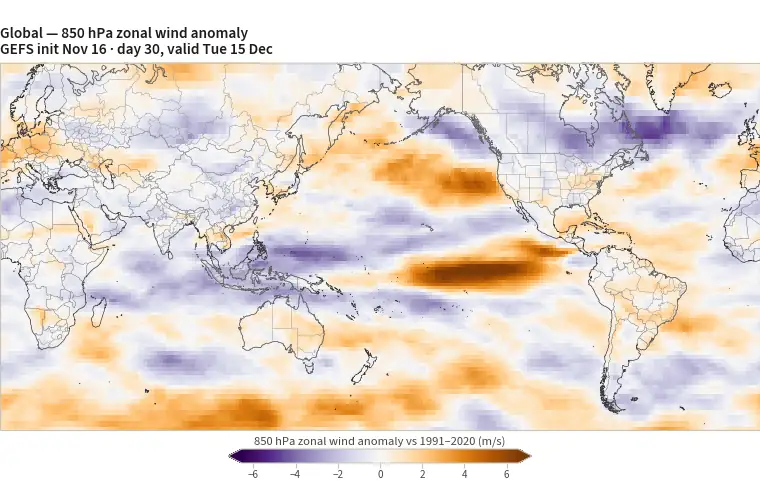 Global — 850 hPa zonal wind anomaly
GEFS init Nov 16 · day 30, valid Tue 15 Dec
850 hPa zonal wind anomaly vs 1991–2020 (m/s)
−6 −4 −2 0 2 4 6